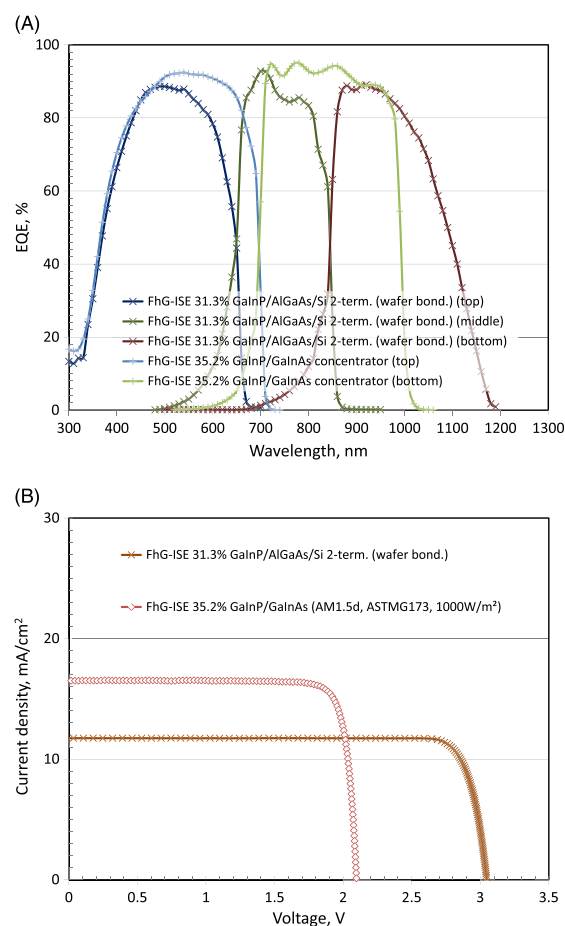 (A)
100
80
60
40
20
0
EQE, %
FhG-ISE 31.3% GaInP/AlGaAs/Si 2-term. (wafer bond.) (top)
FhG-ISE 31.3% GaInP/AlGaAs/Si 2-term. (wafer bond.) (middle)
FhG-ISE 31.3% GaInP/AlGaAs/Si 2-term. (wafer bond.) (bottom)
FhG-ISE 35.2% GaInP/GaInAs concentrator (top)
FhG-ISE 35.2% GaInP/GaInAs concentrator (bottom)
300 400 500 600 700 800 900 1000 1100 1200 1300
Wavelength, nm
(B)
30
20
10
0
Current density, mA/cm²
FhG-ISE 31.3% GaInP/AlGaAs/Si 2-term. (wafer bond.)
FhG-ISE 35.2% GaInP/GaInAs (AM1.5d, ASTMG173, 1000W/m²)
0 0.5 1 1.5 2 2.5 3 3.5
Voltage, V